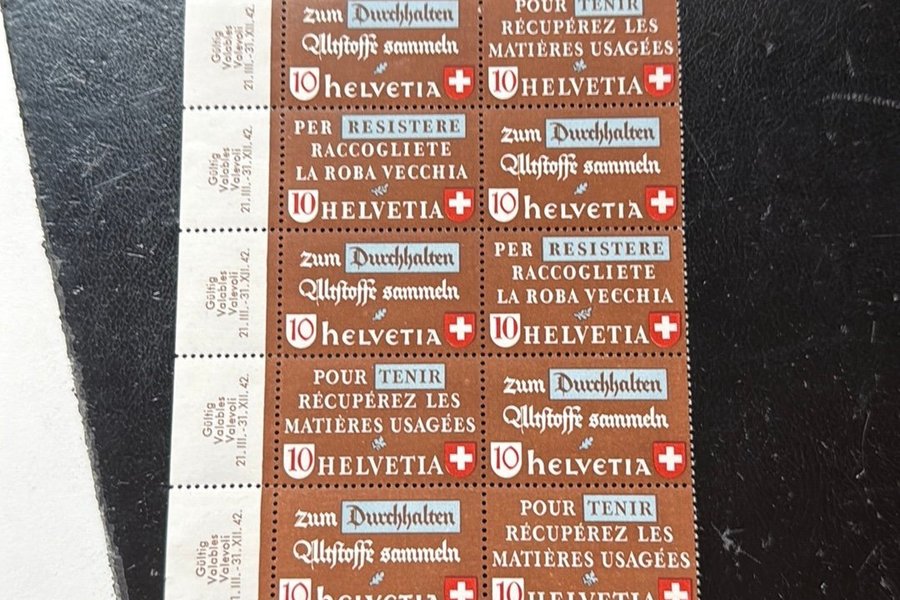 Gültig
Valables
Valevoli
21. III.-31. XII. 42.
zum Durchhalten
Altstoffe sammeln
10 HELVETIA
POUR TENIR
RÉCUPÉREZ LES
MATIÈRES USAGÉES
10 HELVETIA
Gültig
Valables
Valevoli
21. III.-31. XII. 42.
PER RESISTERE
RACCOGLIETE
LA ROBA VECCHIA
10 HELVETIA
zum Durchhalten
Altstoffe sammeln
10 HELVETIA
Gültig
Valables
Valevoli
21. III.-31. XII. 42.
zum Durchhalten
Altstoffe sammeln
10 HELVETIA
PER RESISTERE
RACCOGLIETE
LA ROBA VECCHIA
10 HELVETIA
Gültig
Valables
Valevoli
21. III.-31. XII. 42.
POUR TENIR
RÉCUPÉREZ LES
MATIÈRES USAGÉES
10 HELVETIA
zum Durchhalten
Altstoffe sammeln
10 HELVETIA
Gültig
Valables
Valevoli
III.-31. XII. 42.
zum Durchhalten
Altstoffe sammeln
10 HELVETIA
POUR TENIR
RÉCUPÉREZ LES
MATIÈRES USAGÉES
10 HELVETIA